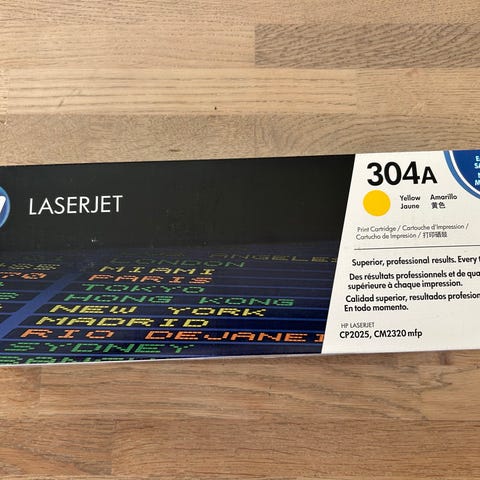 LASERJET
LONDON
MIAMI
PARIS
TOKYO
HONG KONG
NEW YORK
MADRID
RIO DEJANEI
SYDNEY
304A
Yellow Amarillo
Jaune 黄色
Print Cartridge / Cartouche d'Impression /
Cartucho de Impresión / 打印硒鼓
Superior, professional results. Every
Des résultats professionnels et de
supérieure à chaque impression.
Calidad superior, resultados
En todo momento.
HP LASERJET
CP2025, CM2320 mfp